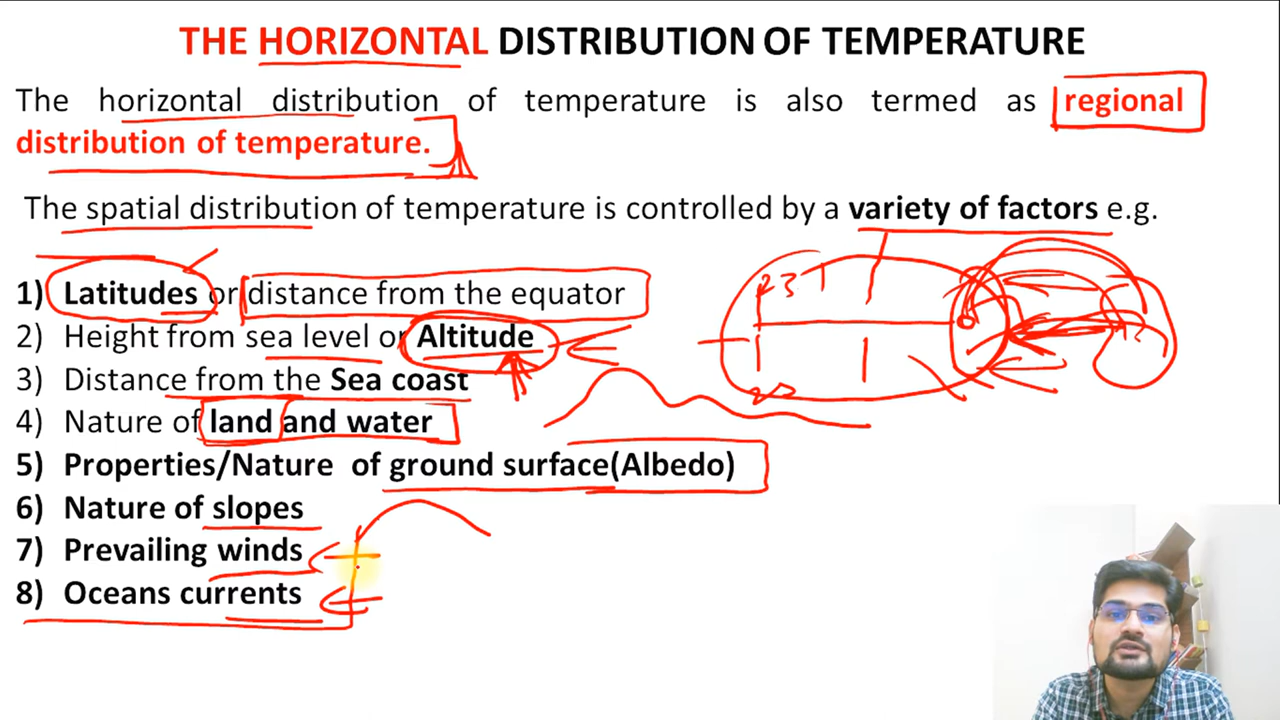 THE HORIZONTAL DISTRIBUTION OF TEMPERATURE
The horizontal distribution of temperature is also termed as regional
distribution of temperature.
The spatial distribution of temperature is controlled by a variety of factors e.g.
1) Latitudes or distance from the equator
2) Height from sea level or Altitude
3) Distance from the Sea coast
4) Nature of land and water
5) Properties/Nature of ground surface(Albedo)
6) Nature of slopes
7) Prevailing winds
8) Oceans currents